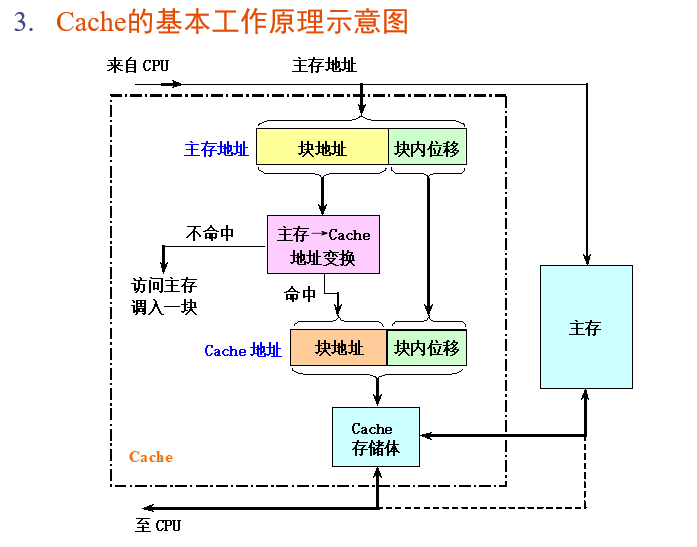 3. Cache的基本工作原理示意图
来自 CPU
主存地址
主存地址
块地址
块内位移
不命中
主存→Cache
地址变换
访问主存
调入一块
命中
主存
Cache 地址
块地址
块内位移
Cache
存储体
Cache
至 CPU